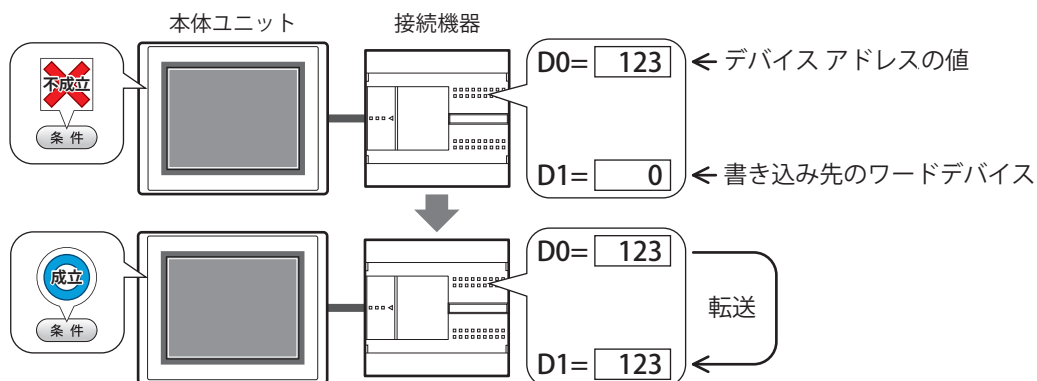 本体ユニット
接続機器
不成立
条 件
D0= 123
デバイス アドレスの値
D1= 0
書き込み先のワードデバイス
成立
条 件
D0= 123
転送
D1= 123